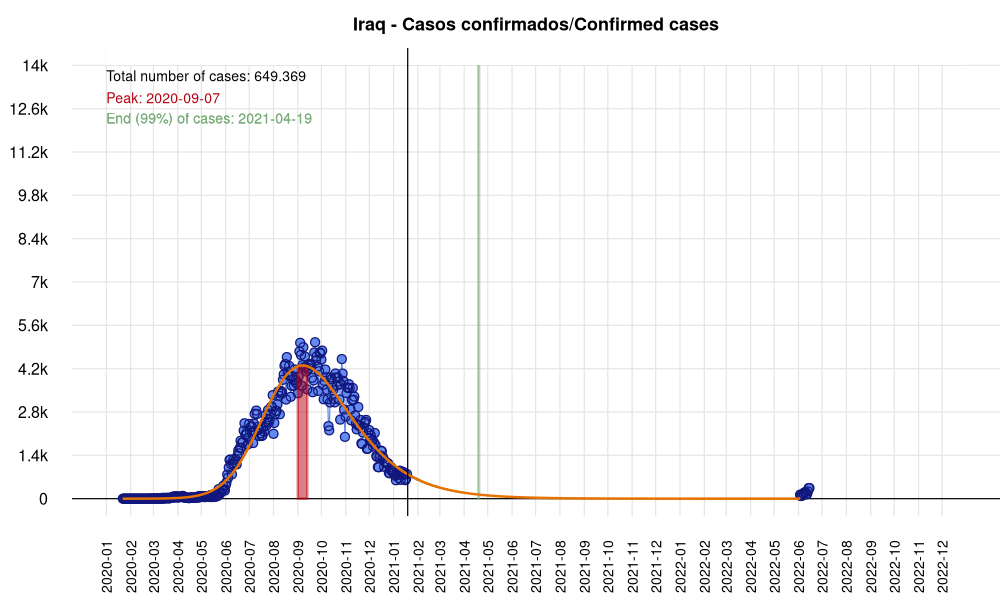 Iraq - Casos confirmados/Confirmed cases
Total number of cases: 649.369
Peak: 2020-09-07
End (99%) of cases: 2021-04-19
14k
12.6k
11.2k
9.8k
8.4k
7k
5.6k
4.2k
2.8k
1.4k
0
2020-01
2020-02
2020-03
2020-04
2020-05
2020-06
2020-07
2020-08
2020-09
2020-10
2020-11
2020-12
2021-01
2021-02
2021-03
2021-04
2021-05
2021-06
2021-07
2021-08
2021-09
2021-10
2021-11
2021-12
2022-01
2022-02
2022-03
2022-04
2022-05
2022-06
2022-07
2022-08
2022-09
2022-10
2022-11
2022-12